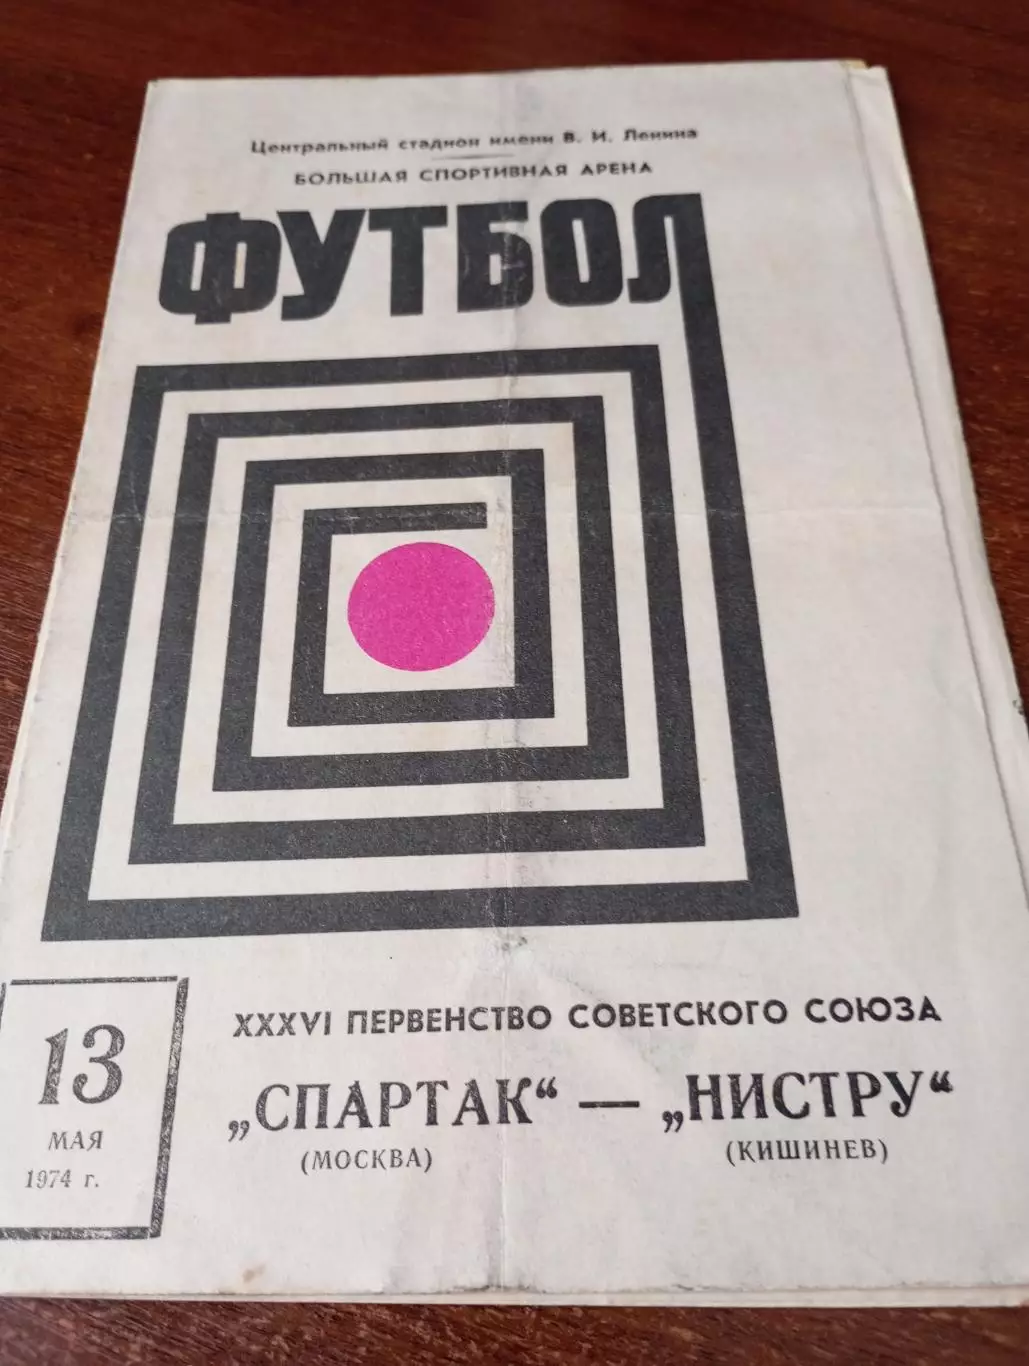 Центральный стадион имени В. И. Ленина
БОЛЬШАЯ СПОРТИВНАЯ АРЕНА
ФУТБОЛ
13
МАЯ
1974 г.
XXXVI ПЕРВЕНСТВО СОВЕТСКОГО СОЮЗА
„СПАРТАК“ — „НИСТРУ“
(МОСКВА) (КИШИНЕВ)